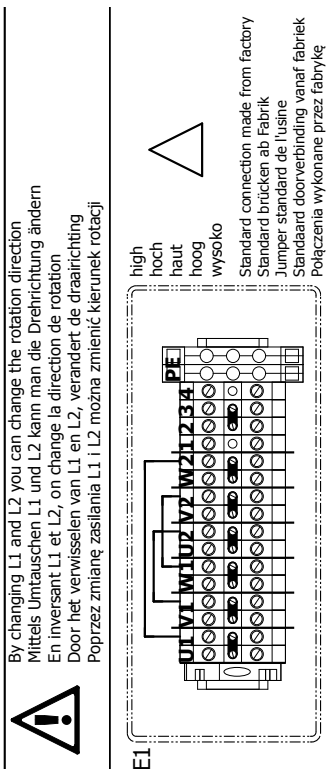 By changing L1 and L2 you can change the rotation direction
Mittels Umtauschen L1 und L2 kann man die Drehrichtung ändern
En inversant L1 et L2, on change la direction de rotation
Door het verwisselen van L1 en L2, verandert de draairichting
Poprzez zmianę zasilania L1 i L2 można zmienić kierunek rotacji
E1
U1 V1 W1 U2 V2 W2 1 2 3 4 PE
high
hoch
haut
hoog
wysoko
Standard connection made from factory
Standard brücken ab Fabrik
Jumper standard de l'usine
Standaard doorverbinding vanaf fabriek
Połączenia wykonane przez fabrykę